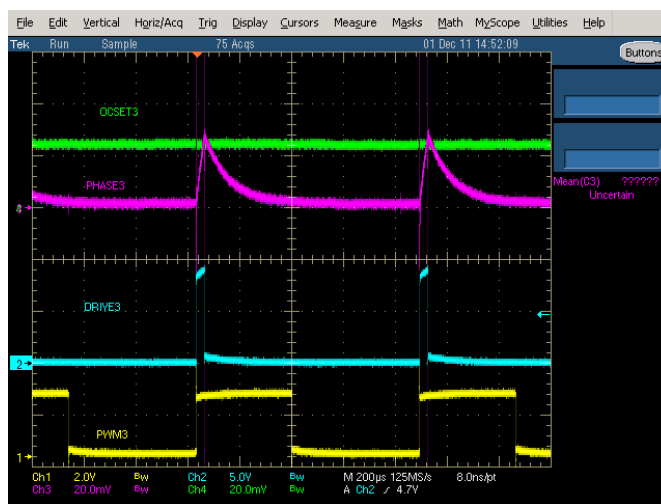 File Edit Vertical Horiz/Acq Trig Display Cursors Measure Masks Math MyScope Utilities Help
Tek Run Sample 75 Acqs 01 Dec 11 14:52:09
Buttons
OCSET3
PHASE3
Mean(C3) ??????
Uncertain
DRIVE3
2
PWM3
1
Ch1 2.0V Bw Ch2 5.0V Bw M 200µs 125MS/s 8.0ns/pt
Ch3 20.0mV Bw Ch4 20.0mV Bw A Ch2 ⁄ 4.7V